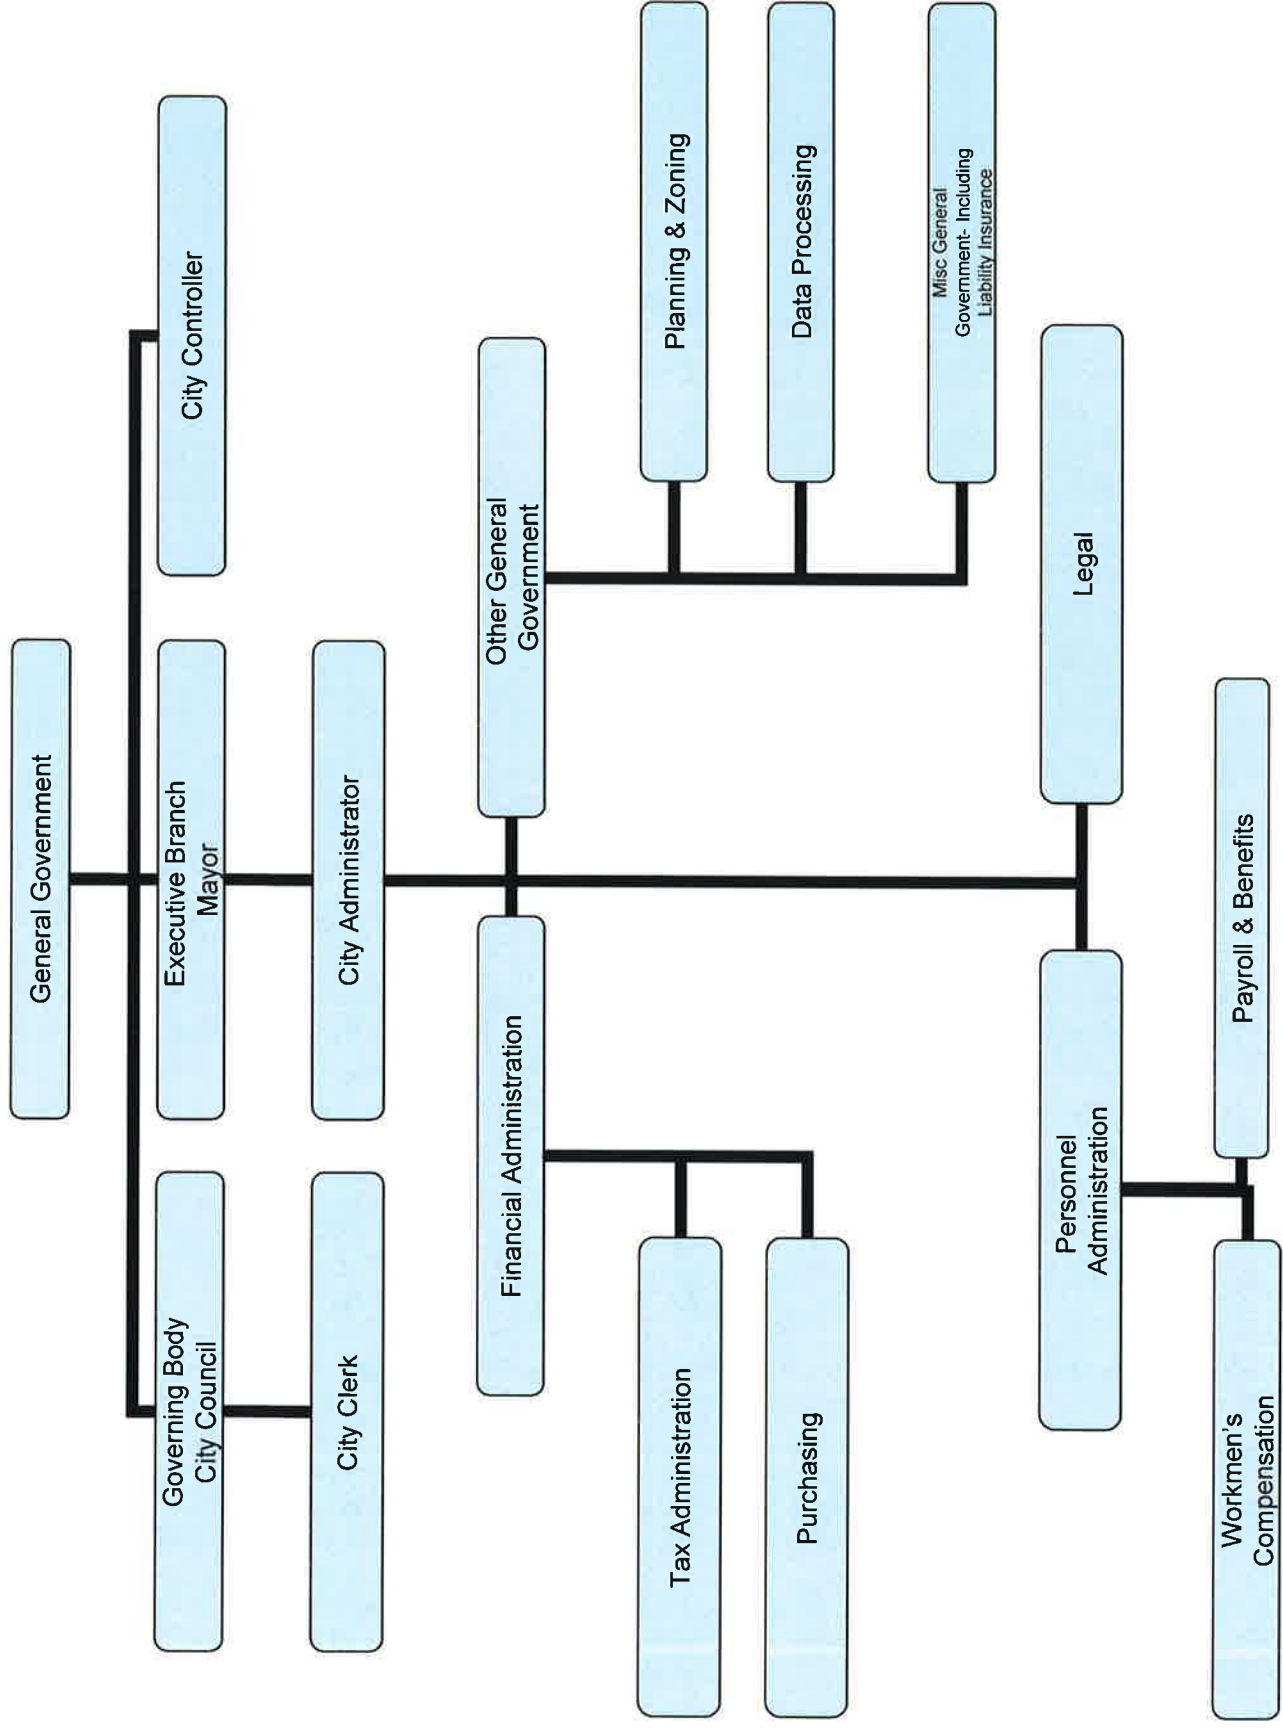 General Government
Governing Body
City Council
Executive Branch
Mayor
City Controller
City Clerk
City Administrator
Financial Administration
Other General
Government
Tax Administration
Planning & Zoning
Purchasing
Data Processing
Misc General
Government- Including
Liability Insurance
Personnel
Administration
Legal
Workmen's
Compensation
Payroll & Benefits